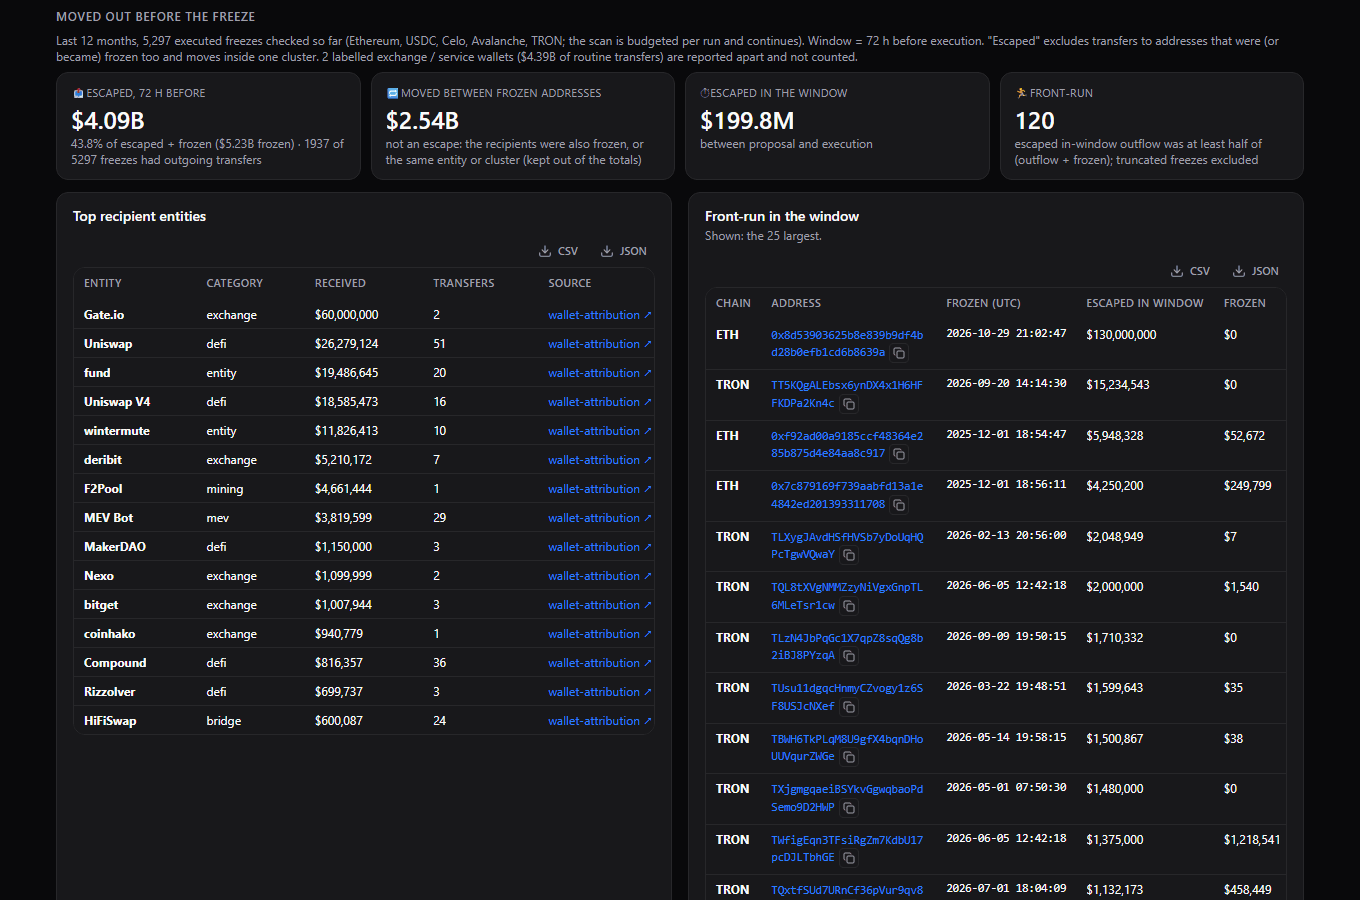 MOVED OUT BEFORE THE FREEZE
Last 12 months, 5,297 executed freezes checked so far (Ethereum, USDC, Celo, Avalanche, TRON; the scan is budgeted per run and continues). Window = 72 h before execution. "Escaped" excludes transfers to addresses that were (or
became) frozen too and moves inside one cluster. 2 labelled exchange / service wallets ($4.39B of routine transfers) are reported apart and not counted.
ESCAPED, 72 H BEFORE
$4.09B
43.8% of escaped + frozen ($5.23B frozen) · 1937 of
5297 freezes had outgoing transfers
MOVED BETWEEN FROZEN ADDRESSES
$2.54B
not an escape: the recipients were also frozen, or
the same entity or cluster (kept out of the totals)
ESCAPED IN THE WINDOW
$199.8M
between proposal and execution
FRONT-RUN
120
escaped in-window outflow was at least half of
(outflow + frozen); truncated freezes excluded
Top recipient entities
CSV JSON
ENTITY CATEGORY RECEIVED TRANSFERS SOURCE
Gate.io exchange $60,000,000 2 wallet-attribution ↗
Uniswap defi $26,279,124 51 wallet-attribution ↗
fund entity $19,486,645 20 wallet-attribution ↗
Uniswap V4 defi $18,585,473 16 wallet-attribution ↗
wintermute entity $11,826,413 10 wallet-attribution ↗
deribit exchange $5,210,172 7 wallet-attribution ↗
F2Pool mining $4,661,444 1 wallet-attribution ↗
MEV Bot mev $3,819,599 29 wallet-attribution ↗
MakerDAO defi $1,150,000 3 wallet-attribution ↗
Nexo exchange $1,099,999 2 wallet-attribution ↗
bitget exchange $1,007,944 3 wallet-attribution ↗
coinhako exchange $940,779 1 wallet-attribution ↗
Compound defi $816,357 36 wallet-attribution ↗
Rizzolver defi $699,737 3 wallet-attribution ↗
HiFiSwap bridge $600,087 24 wallet-attribution ↗
Front-run in the window
Shown: the 25 largest.
CSV JSON
CHAIN ADDRESS FROZEN (UTC) ESCAPED IN WINDOW FROZEN
ETH 0x8d53903625b8e839b9df4b 2026-10-29 21:02:47 $130,000,000 $0
d28b0efb1cd6b8639a
TRON TT5KQgALEbsx6ynDX4x1H6HF 2026-09-20 14:14:30 $15,234,543 $0
FKDPa2Kn4c
ETH 0xf92ad00a9185ccf48364e2 2025-12-01 18:54:47 $5,948,328 $52,672
85b875d4e84aa8c917
ETH 0x7c879169f739aabfd13a1e 2025-12-01 18:56:11 $4,250,200 $249,799
4842ed201393311708
TRON TLXygJAvdHSfHVSb7yDoUqHQ 2026-02-13 20:56:00 $2,048,949 $7
PcTgwVQwaY
TRON TQL8tXVgNMMZzyNiVgxGnpTL 2026-06-05 12:42:18 $2,000,000 $1,540
6MLeTsr1cw
TRON TLzN4JbPqGc1X7qpZ8sqQg8b 2026-09-09 19:50:15 $1,710,332 $0
2iBJ8PYzqA
TRON TUsu11dgqcHnmyCZvogy1z6S 2026-03-22 19:48:51 $1,599,643 $35
F8USJcNXef
TRON TBWH6TkPLqM8U9gfX4bqnDHo 2026-05-14 19:58:15 $1,500,867 $38
UUVqurZWGe
TRON TXjgmgqaeiBSYkvGgwqbaoPd 2026-05-01 07:50:30 $1,480,000 $0
Semo9D2HWP
TRON TWfigEqn3TFsiRgZm7KdbU17 2026-06-05 12:42:18 $1,375,000 $1,218,541
pcDJLTbhGE
TRON TQxtfSUd7URnCf36pVur9qv8 2026-07-01 18:04:09 $1,132,173 $458,449